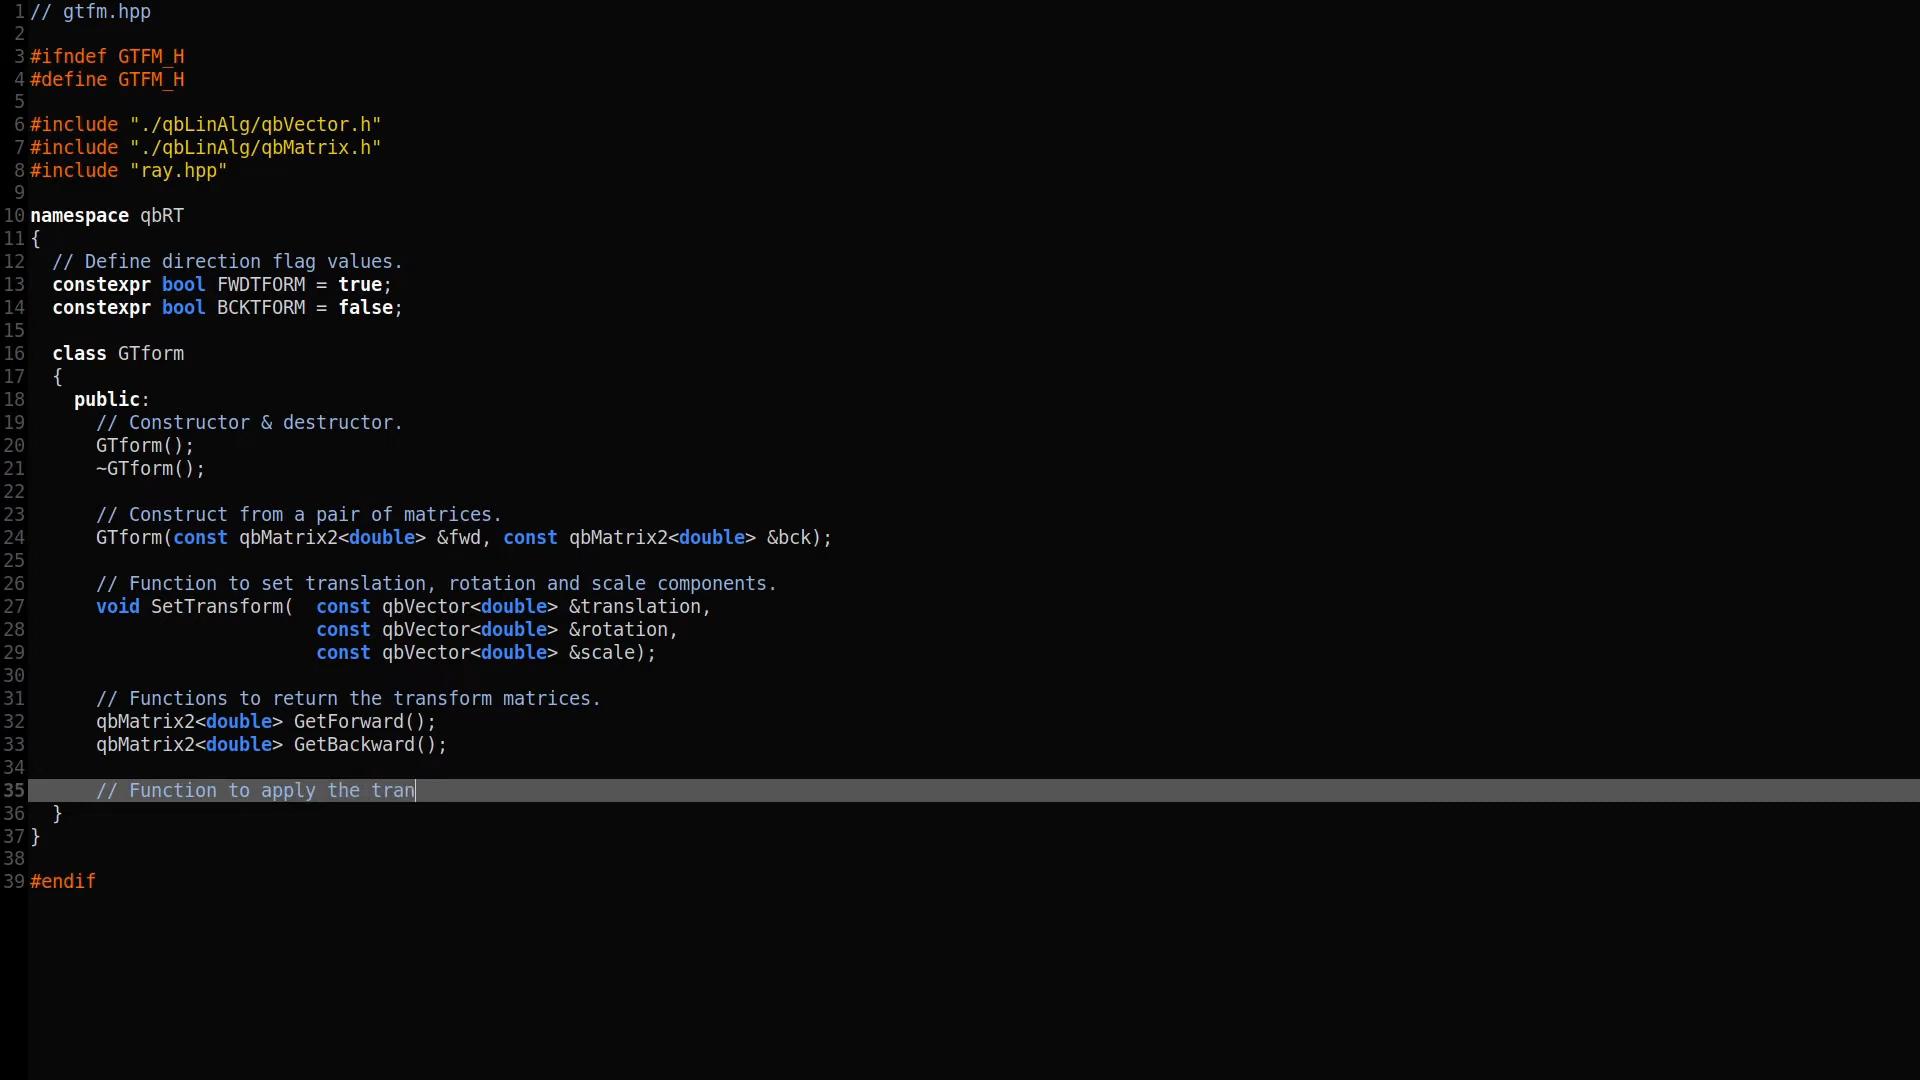 1 // gtfm.hpp
2
3 #ifndef GTFM_H
4 #define GTFM_H
5
6 #include "./qbLinAlg/qbVector.h"
7 #include "./qbLinAlg/qbMatrix.h"
8 #include "ray.hpp"
9
10 namespace qbRT
11 {
12   // Define direction flag values.
13   constexpr bool FWDTFORM = true;
14   constexpr bool BCKTFORM = false;
15
16   class GTform
17   {
18     public:
19       // Constructor & destructor.
20       GTform();
21       ~GTform();
22
23       // Construct from a pair of matrices.
24       GTform(const qbMatrix2<double> &fwd, const qbMatrix2<double> &bck);
25
26       // Function to set translation, rotation and scale components.
27       void SetTransform(  const qbVector<double> &translation,
28                           const qbVector<double> &rotation,
29                           const qbVector<double> &scale);
30
31       // Functions to return the transform matrices.
32       qbMatrix2<double> GetForward();
33       qbMatrix2<double> GetBackward();
34
35       // Function to apply the tran
36   }
37 }
38
39 #endif